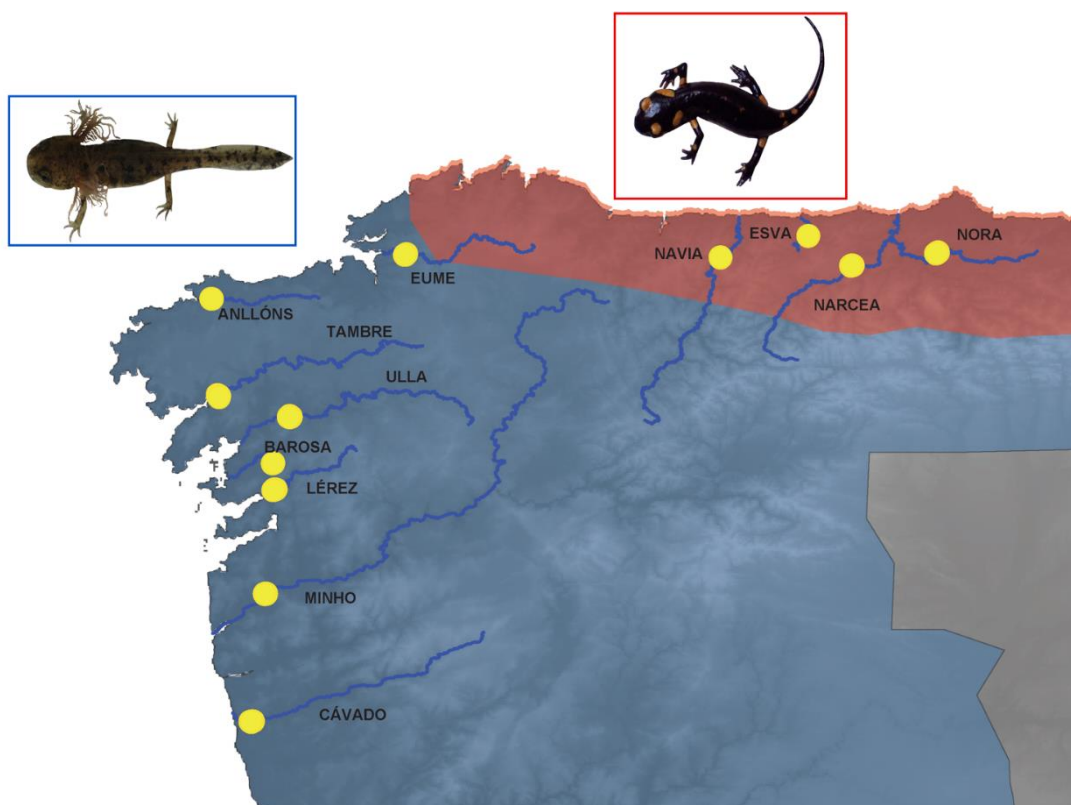 ESVA
NORA
NAVIA
EUME
NARCEA
ANLLÓNS
TAMBRE
ULLA
BAROSA
LÉREZ
MINHO
CÁVADO